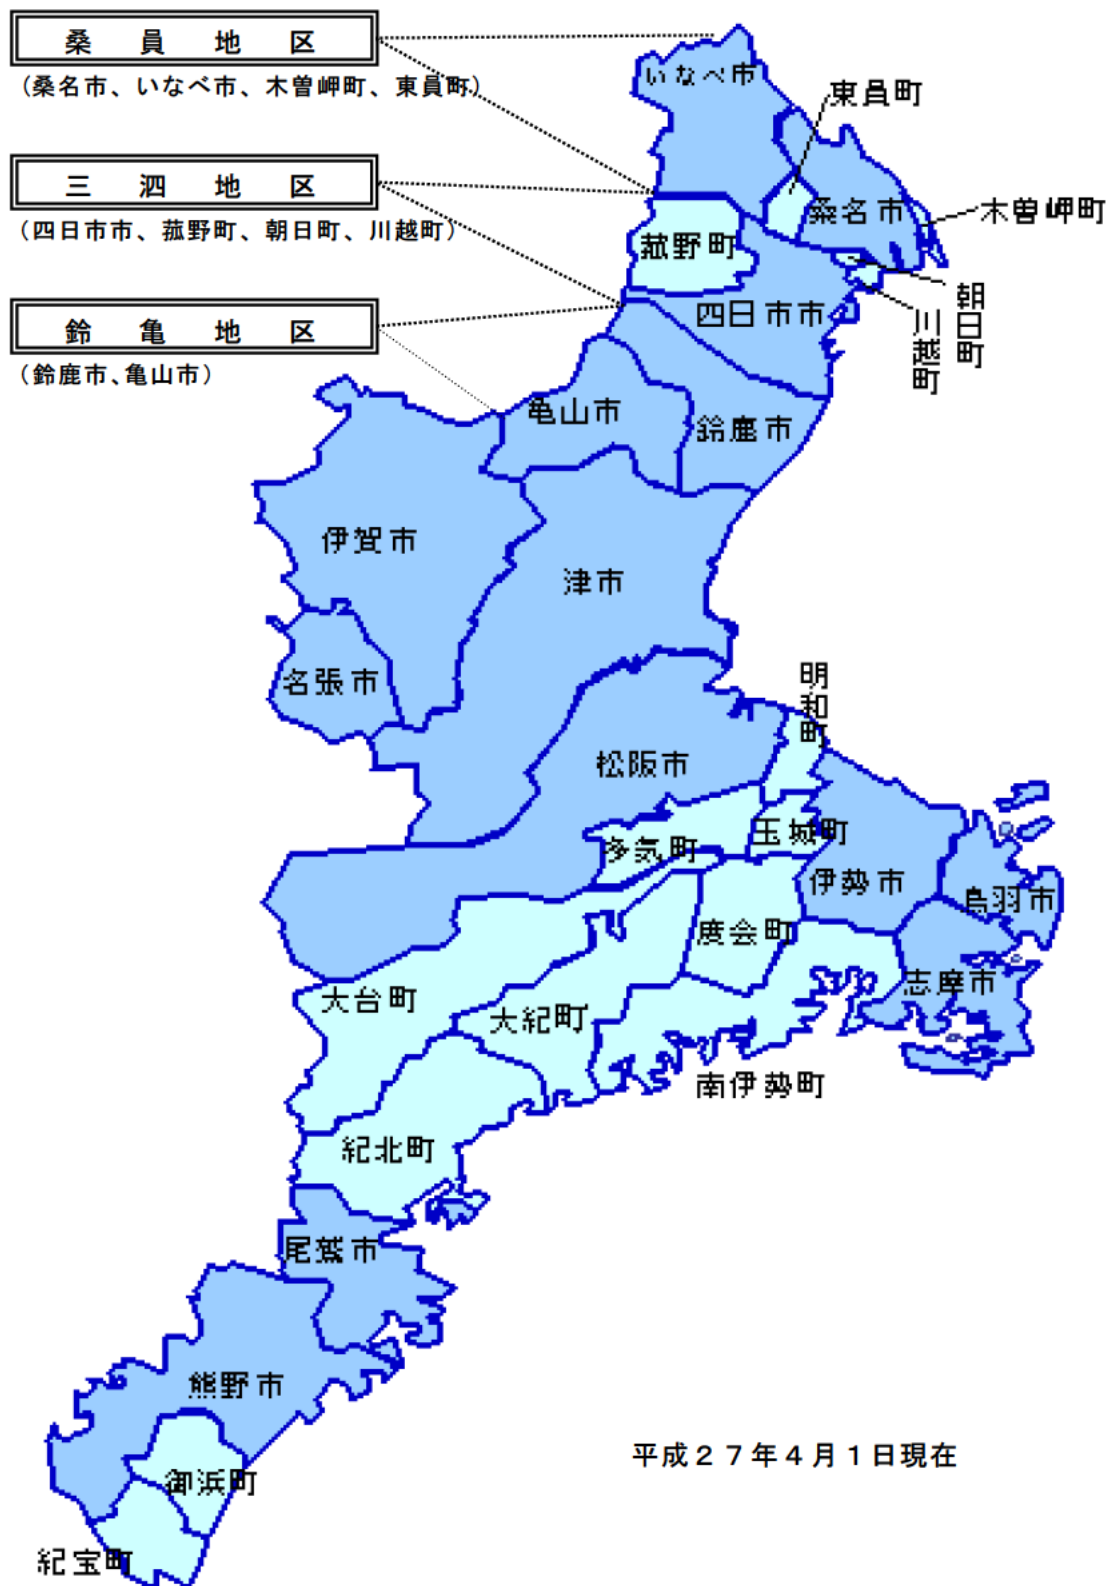 桑員地区
（桑名市、いなべ市、木曽岬町、東員町）
三泗地区
（四日市市、菰野町、朝日町、川越町）
鈴亀地区
（鈴鹿市、亀山市）
いなべ市
東員町
桑名市
木曽岬町
菰野町
朝日町
川越町
四日市市
亀山市
鈴鹿市
伊賀市
津市
名張市
明和町
松阪市
多気町
玉城町
伊勢市
鳥羽市
度会町
志摩市
大台町
大紀町
南伊勢町
紀北町
尾鷲市
熊野市
御浜町
紀宝町
平成２７年４月１日現在